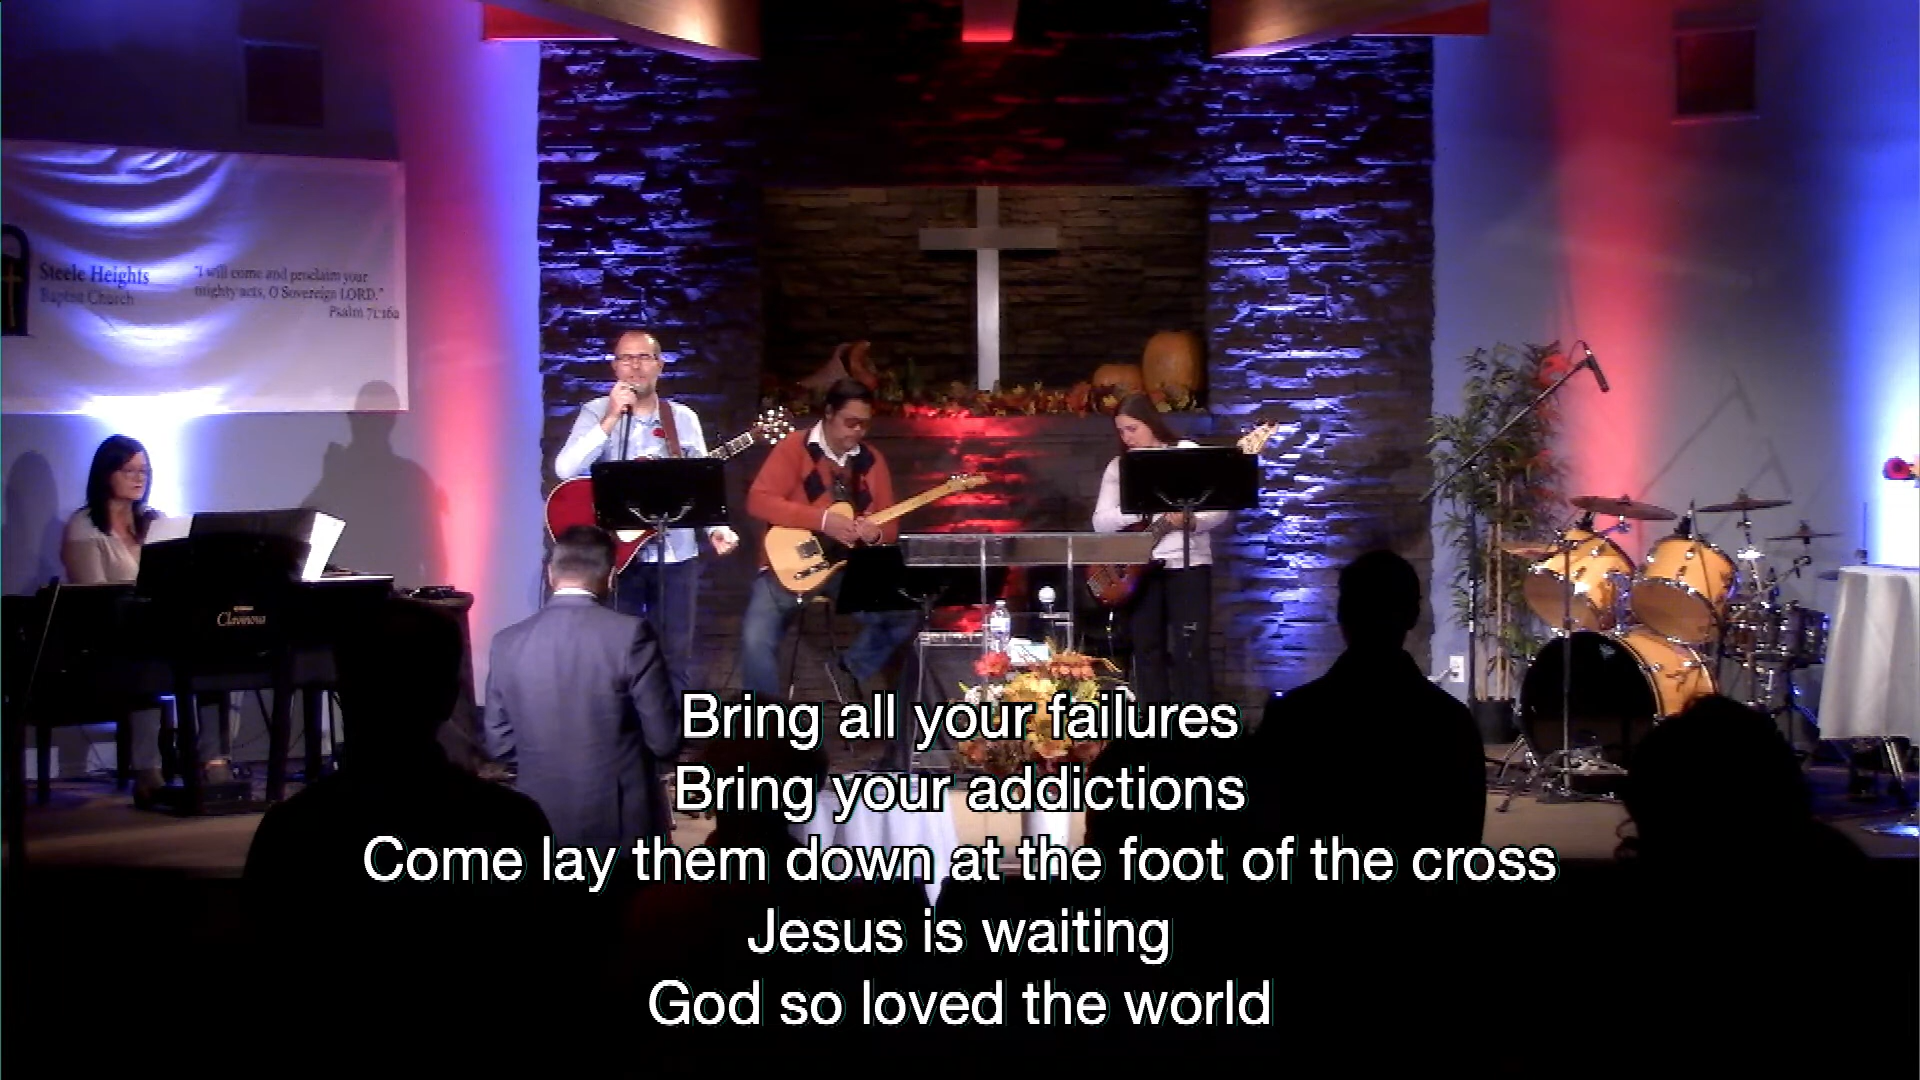 Steele Heights
Baptist Church
"I will come and proclaim your
mighty acts, O Sovereign LORD."
Psalm 71:16a
Clavinova
Bring all your failures
Bring your addictions
Come lay them down at the foot of the cross
Jesus is waiting
God so loved the world